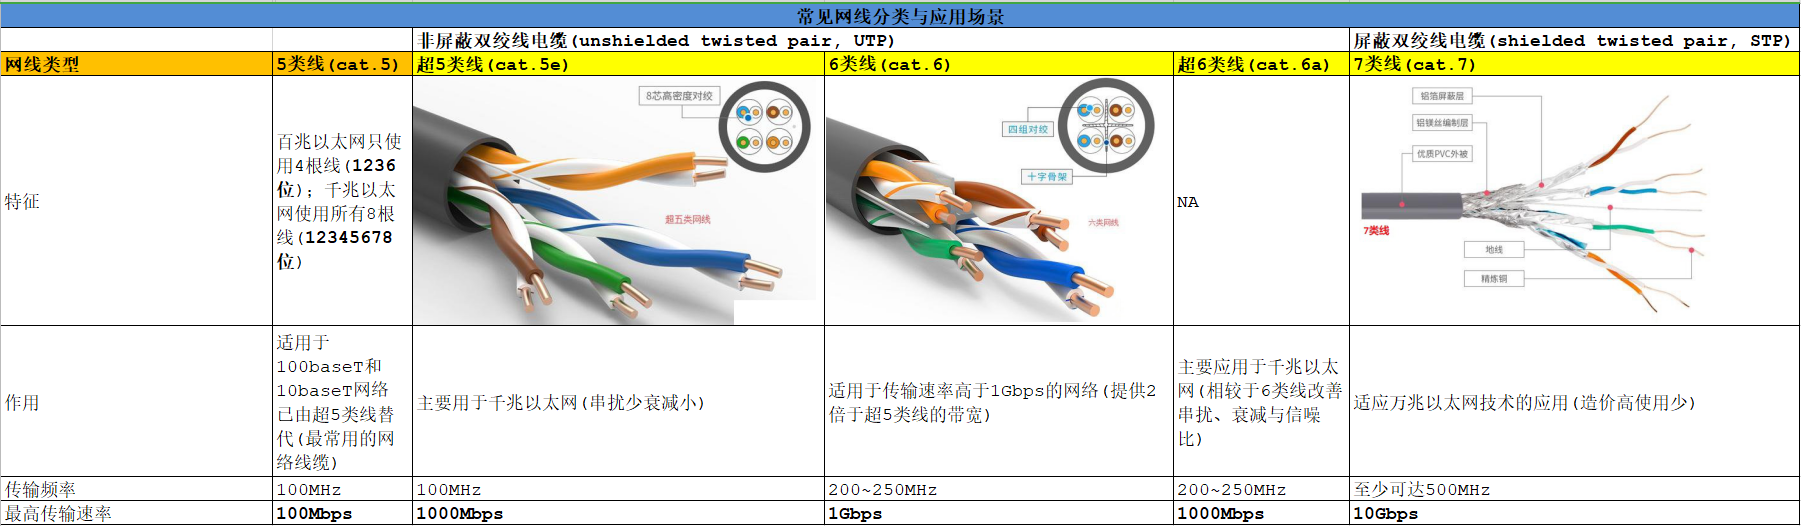 常见网线分类与应用场景
非屏蔽双绞线电缆(unshielded twisted pair, UTP)
屏蔽双绞线电缆(shielded twisted pair, STP)
网线类型
5类线(cat.5)
超5类线(cat.5e)
6类线(cat.6)
超6类线(cat.6a)
7类线(cat.7)
特征
百兆以太网只使
用4根线(1236
位); 千兆以太
网使用所有8根
线(12345678
位)
8芯高密度对绞
超五类网线
四组对绞
十字骨架
六类网线
NA
铝箔屏蔽层
铝镁丝编制层
优质PVC外被
7类线
地线
精炼铜
作用
适用于
100baseT和
10baseT网络
已由超5类线替
代(最常用的网
络线缆)
主要用于千兆以太网(串扰少衰减小)
适用于传输速率高于1Gbps的网络(提供2
倍于超5类线的带宽)
主要应用于千兆以太
网(相较于6类线改善
串扰、衰减与信噪
比)
适应万兆以太网技术的应用(造价高使用少)
传输频率
100MHz
100MHz
200~250MHz
200~250MHz
至少可达500MHz
最高传输速率
100Mbps
1000Mbps
1Gbps
1000Mbps
10Gbps